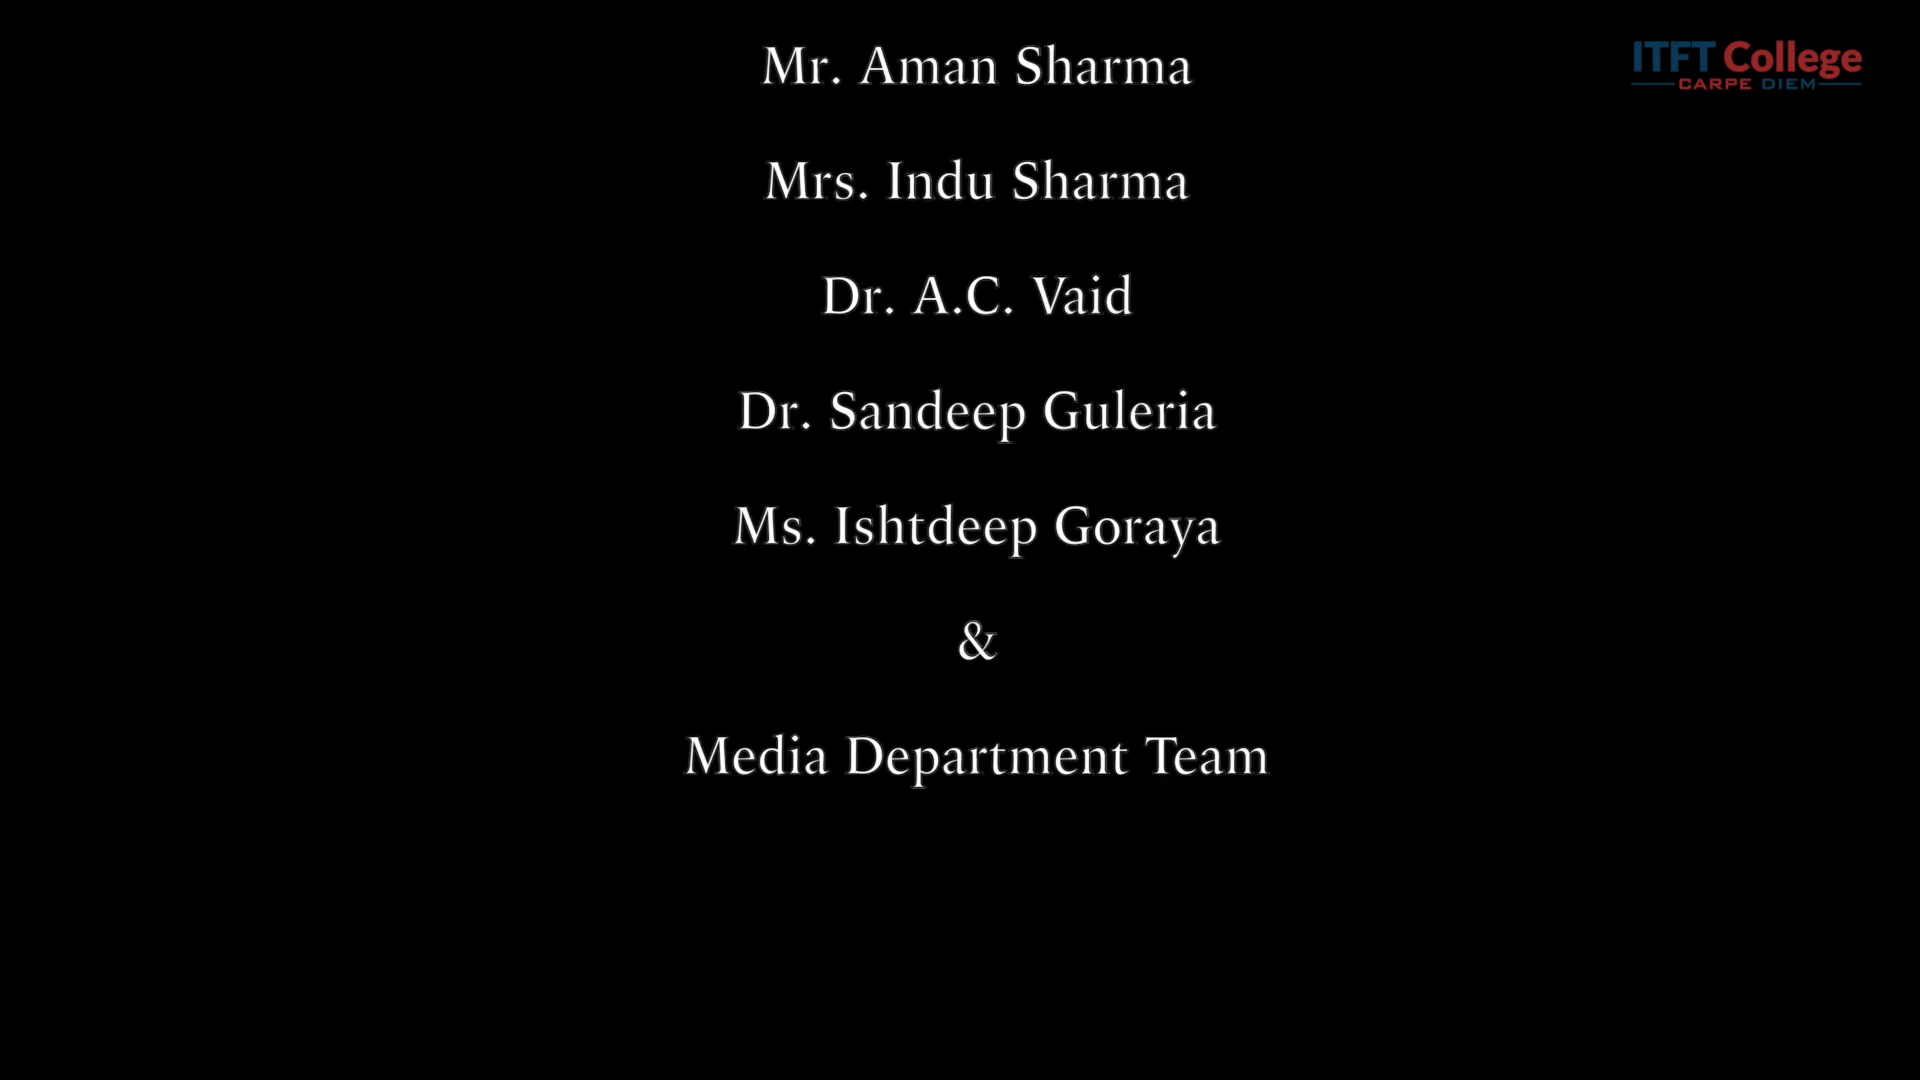 Mr. Aman Sharma
ITFT College
CARPE DIEM
Mrs. Indu Sharma
Dr. A.C. Vaid
Dr. Sandeep Guleria
Ms. Ishtdeep Goraya
&
Media Department Team